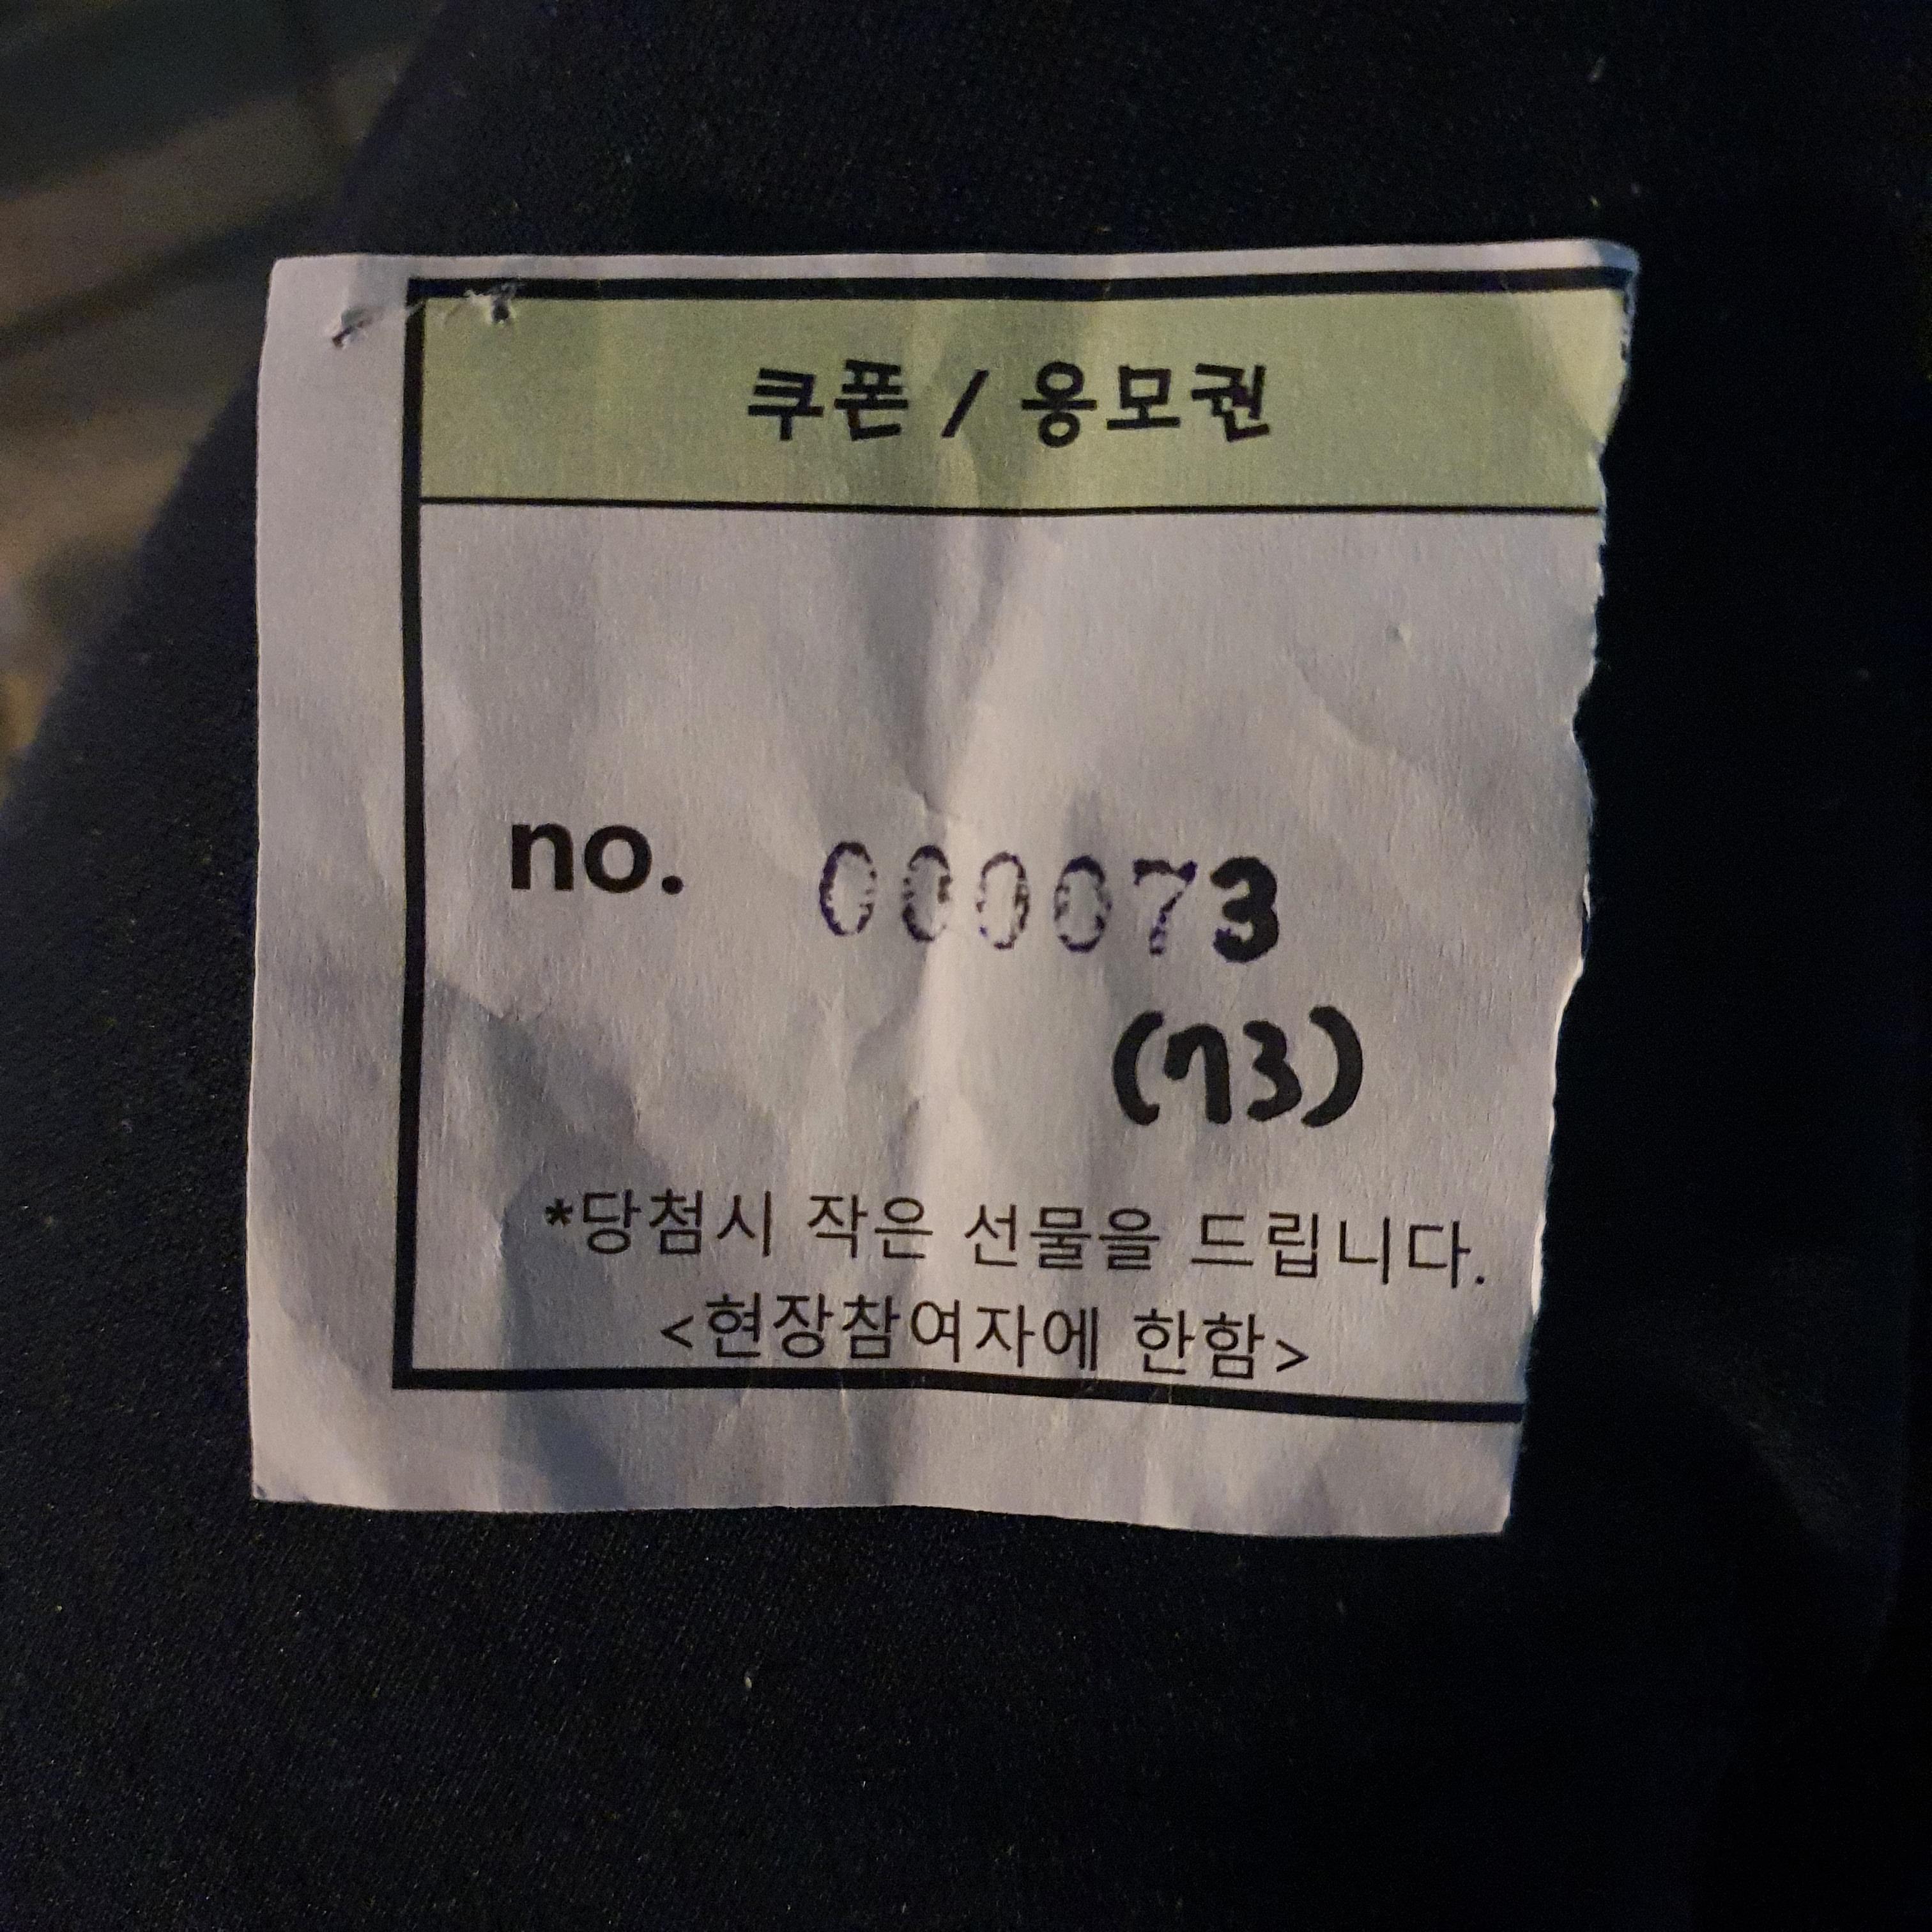 쿠폰 / 응모권
no. 000073
(73)
*당첨시 작은 선물을 드립니다.
<현장참여자에 한함>